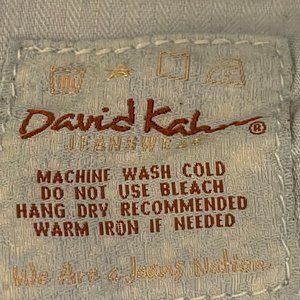 David Kahn®
JEANSWEAR
MACHINE WASH COLD
DO NOT USE BLEACH
HANG DRY RECOMMENDED
WARM IRON IF NEEDED
We Are a Jeans Nation.